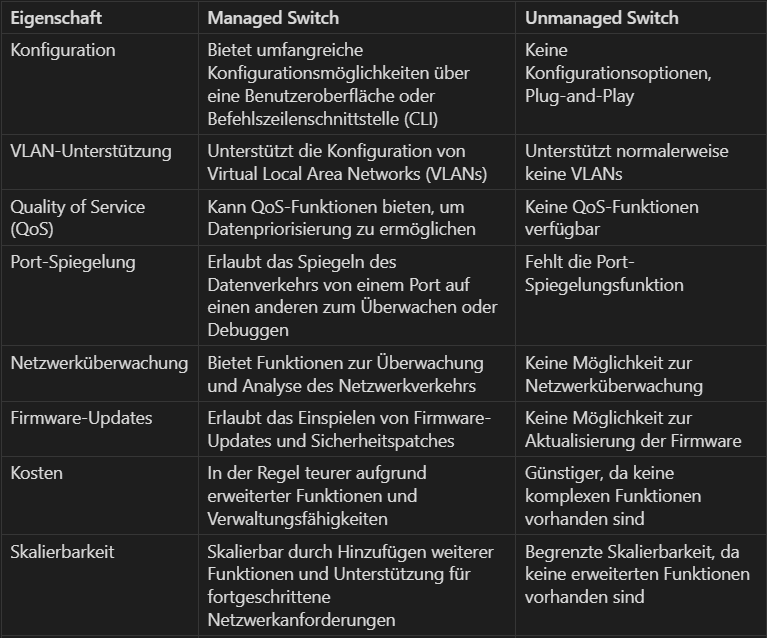 Eigenschaft Managed Switch Unmanaged Switch
Konfiguration Bietet umfangreiche Keine
Konfigurationsmöglichkeiten über Konfigurationsoptionen,
eine Benutzeroberfläche oder Plug-and-Play
Befehlszeilenschnittstelle (CLI)
VLAN-Unterstützung Unterstützt die Konfiguration von Unterstützt normalerweise
Virtual Local Area Networks (VLANs) keine VLANs
Quality of Service Kann QoS-Funktionen bieten, um Keine QoS-Funktionen
(QoS) Datenpriorisierung zu ermöglichen verfügbar
Port-Spiegelung Erlaubt das Spiegeln des Fehlt die Port-
Datenverkehrs von einem Port auf Spiegelungsfunktion
einen anderen zum Überwachen oder
Debuggen
Netzwerküberwachung Bietet Funktionen zur Überwachung Keine Möglichkeit zur
und Analyse des Netzwerkverkehrs Netzwerküberwachung
Firmware-Updates Erlaubt das Einspielen von Firmware- Keine Möglichkeit zur
Updates und Sicherheitspatches Aktualisierung der Firmware
Kosten In der Regel teurer aufgrund Günstiger, da keine
erweiterter Funktionen und komplexen Funktionen
Verwaltungsfähigkeiten vorhanden sind
Skalierbarkeit Skalierbar durch Hinzufügen weiterer Begrenzte Skalierbarkeit, da
Funktionen und Unterstützung für keine erweiterten Funktionen
fortgeschrittene vorhanden sind
Netzwerkanforderungen